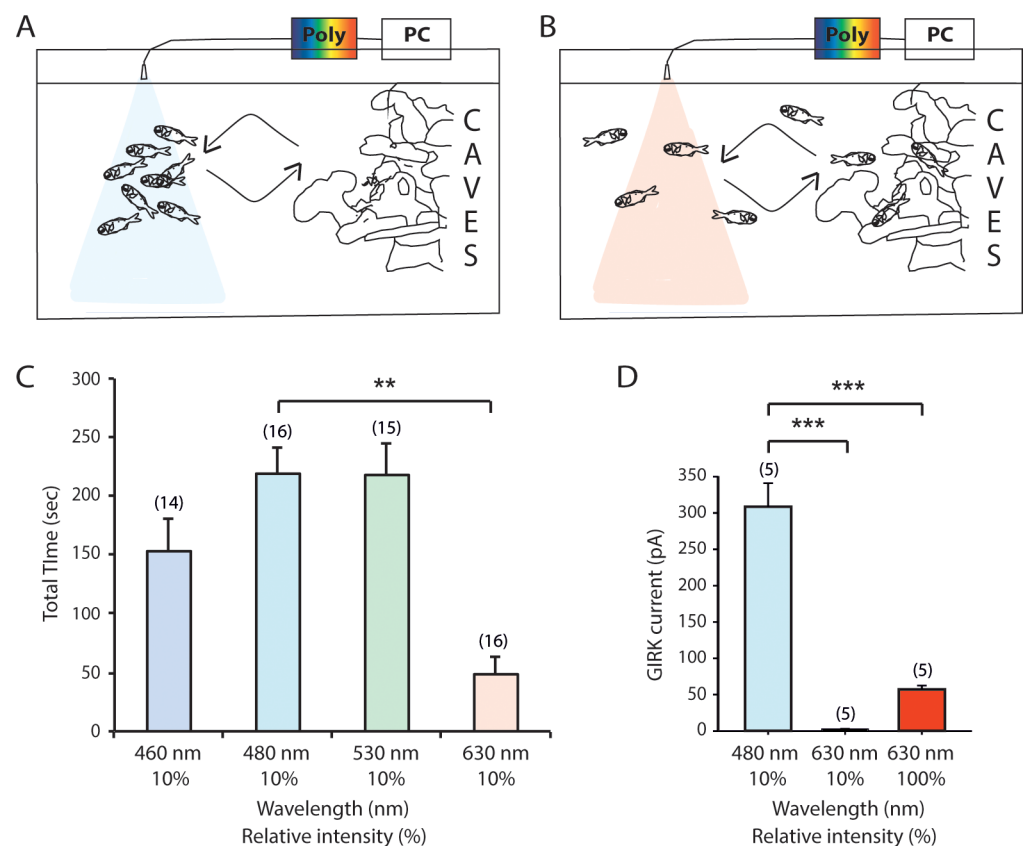 A
Poly
PC
C
A
V
E
S
B
Poly
PC
C
A
V
E
S
C
Total TIme (sec)
300
250
200
150
100
50
0
**
(14)
(16)
(15)
(16)
460 nm 480 nm 530 nm 630 nm
10% 10% 10% 10%
Wavelength (nm)
Relative intensity (%)
D
GIRK current (pA)
350
300
250
200
150
100
50
0
***
***
(5)
(5)
(5)
480 nm 630 nm 630 nm
10% 10% 100%
Wavelength (nm)
Relative intensity (%)